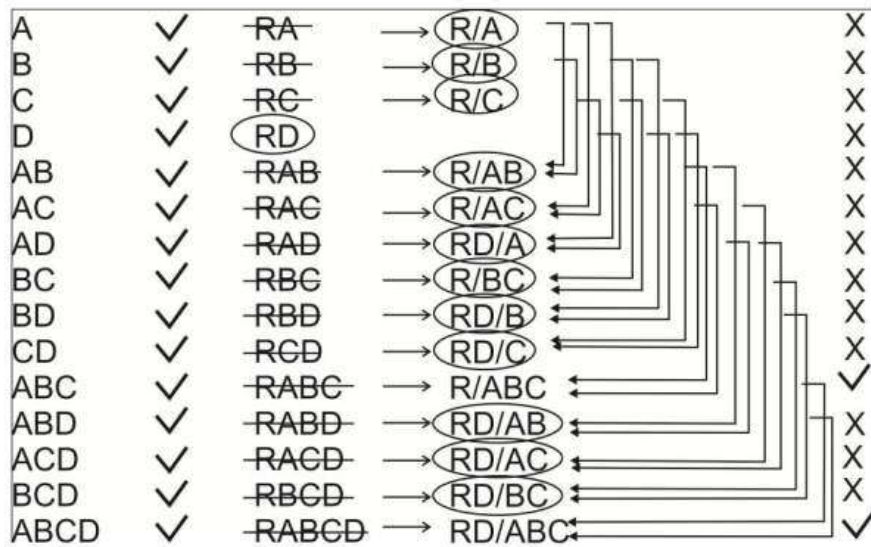 A ✓ RA → R/A X
B ✓ RB → R/B X
C ✓ RC → R/C X
D ✓ RD X
AB ✓ RAB → R/AB X
AC ✓ RAC → R/AC X
AD ✓ RAD → RD/A X
BC ✓ RBC → R/BC X
BD ✓ RBD → RD/B X
CD ✓ RCD → RD/C X
ABC ✓ RABC → R/ABC ✓
ABD ✓ RABD → RD/AB X
ACD ✓ RACD → RD/AC X
BCD ✓ RBCD → RD/BC X
ABCD ✓ RABCD → RD/ABC ✓